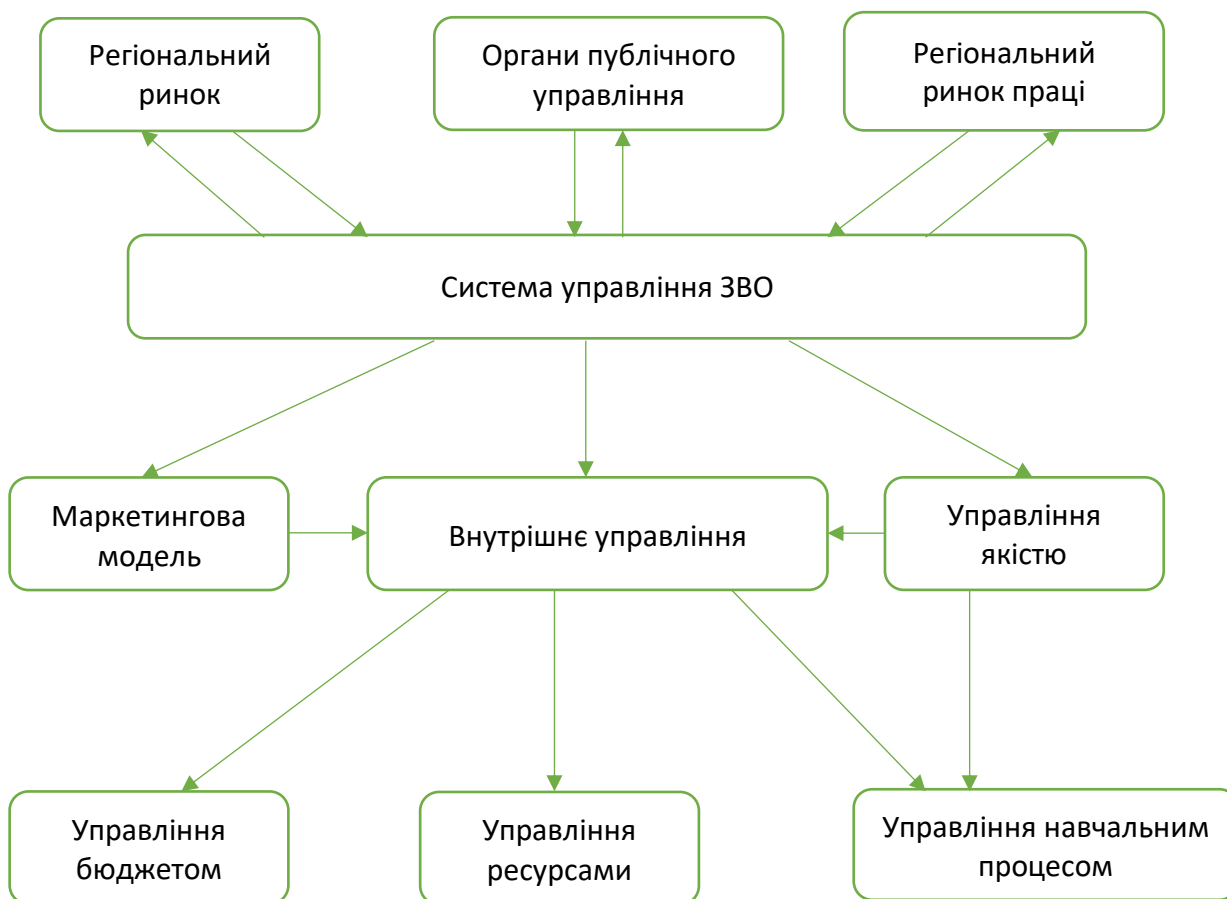 Регіональний
ринок
Органи публічного
управління
Регіональний
ринок праці
Система управління ЗВО
Маркетингова
модель
Внутрішнє управління
Управління
якістю
Управління
бюджетом
Управління
ресурсами
Управління навчальним
процесом